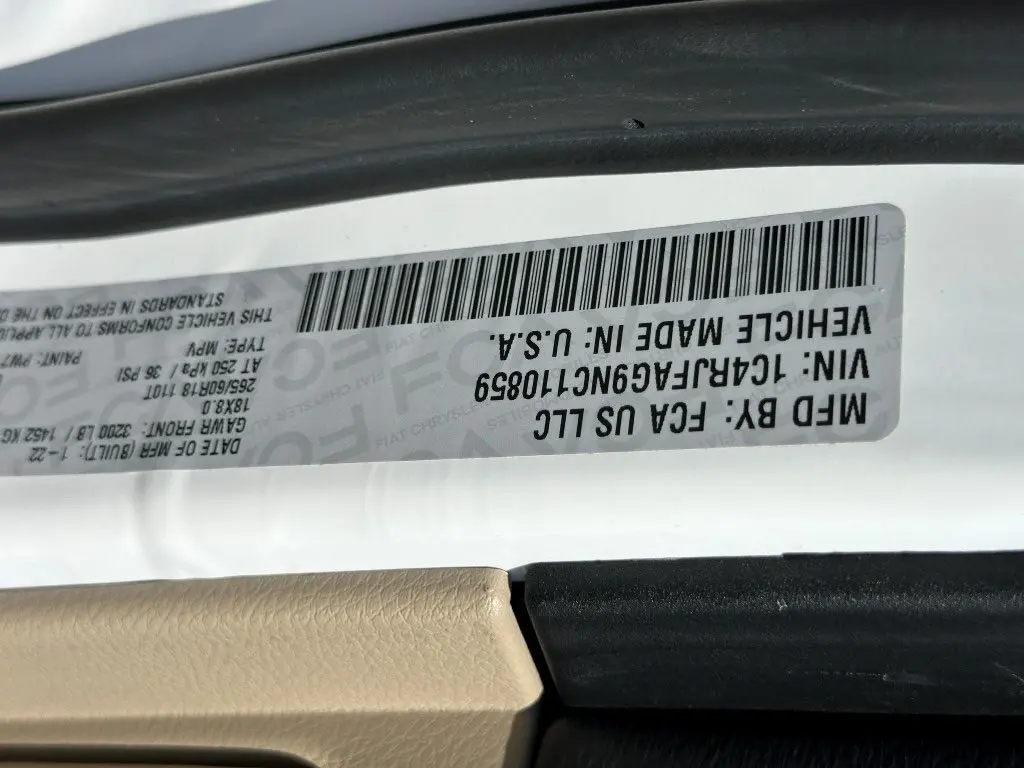 MFD BY: FCA US LLC
VIN: 1C4RJFAG9NC110859
VEHICLE MADE IN: U.S.A.
DATE OF MFR (BUILT): 1-22
GAWR FRONT: 3200 LB / 1452 KG
18X8.0
265/60R18 110T
AT 250 kPa / 36 PSI
TYPE: MPV PAINT: PW7
THIS VEHICLE CONFORMS TO ALL
STANDARDS IN EFFECT ON THE